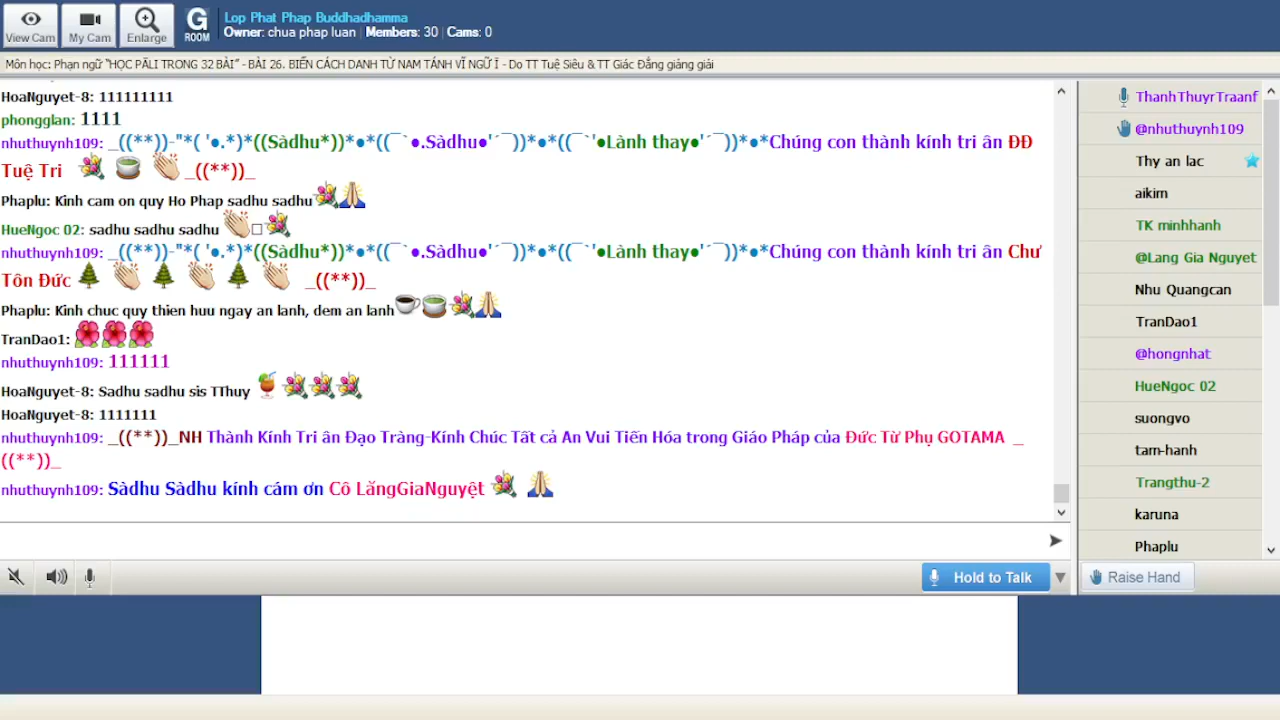 View Cam
My Cam
Enlarge
G
ROOM
Lop Phat Phap Buddhadhamma
Owner: chua phap luan | Members: 30 | Cams: 0
Môn học: Phạn ngữ "HỌC PĀLI TRONG 32 BÀI" - BÀI 26. BIẾN CÁCH DANH TỪ NAM TÁNH VĨ NGỮ Ī - Do TT Tuệ Siêu & TT Giác Đẳng giảng giải
HoaNguyet-8: 111111111
phongglan: 1111
nhuthuynh109: _((**))-"*( '●.*)*((Sàdhu*))*●*((¯`●.Sàdhu●'´¯))*●*((¯`'●Lành thay●'´¯))*●*Chúng con thành kính tri ân ĐĐ
Tuệ Tri _((**))_
Phaplu: Kinh cam on quy Ho Phap sadhu sadhu
HueNgoc 02: sadhu sadhu sadhu
nhuthuynh109: _((**))-"*( '●.*)*((Sàdhu*))*●*((¯`●.Sàdhu●'´¯))*●*((¯`'●Lành thay●'´¯))*●*Chúng con thành kính tri ân Chư
Tôn Đức _((**))_
Phaplu: Kinh chuc quy thien huu ngay an lanh, dem an lanh
TranDao1:
nhuthuynh109: 111111
HoaNguyet-8: Sadhu sadhu sis TThuy
HoaNguyet-8: 1111111
nhuthuynh109: _((**))_NH Thành Kính Tri ân Đạo Tràng-Kính Chúc Tất cả An Vui Tiến Hóa trong Giáo Pháp của Đức Từ Phụ GOTAMA _
((**))_
nhuthuynh109: Sàdhu Sàdhu kính cám ơn Cô LăngGiaNguyệt
Hold to Talk
ThanhThuyrTraanf
@nhuthuynh109
Thy an lac
aikim
TK minhhanh
@Lang Gia Nguyet
Nhu Quangcan
TranDao1
@hongnhat
HueNgoc 02
suongvo
tam-hanh
Trangthu-2
karuna
Phaplu
Raise Hand